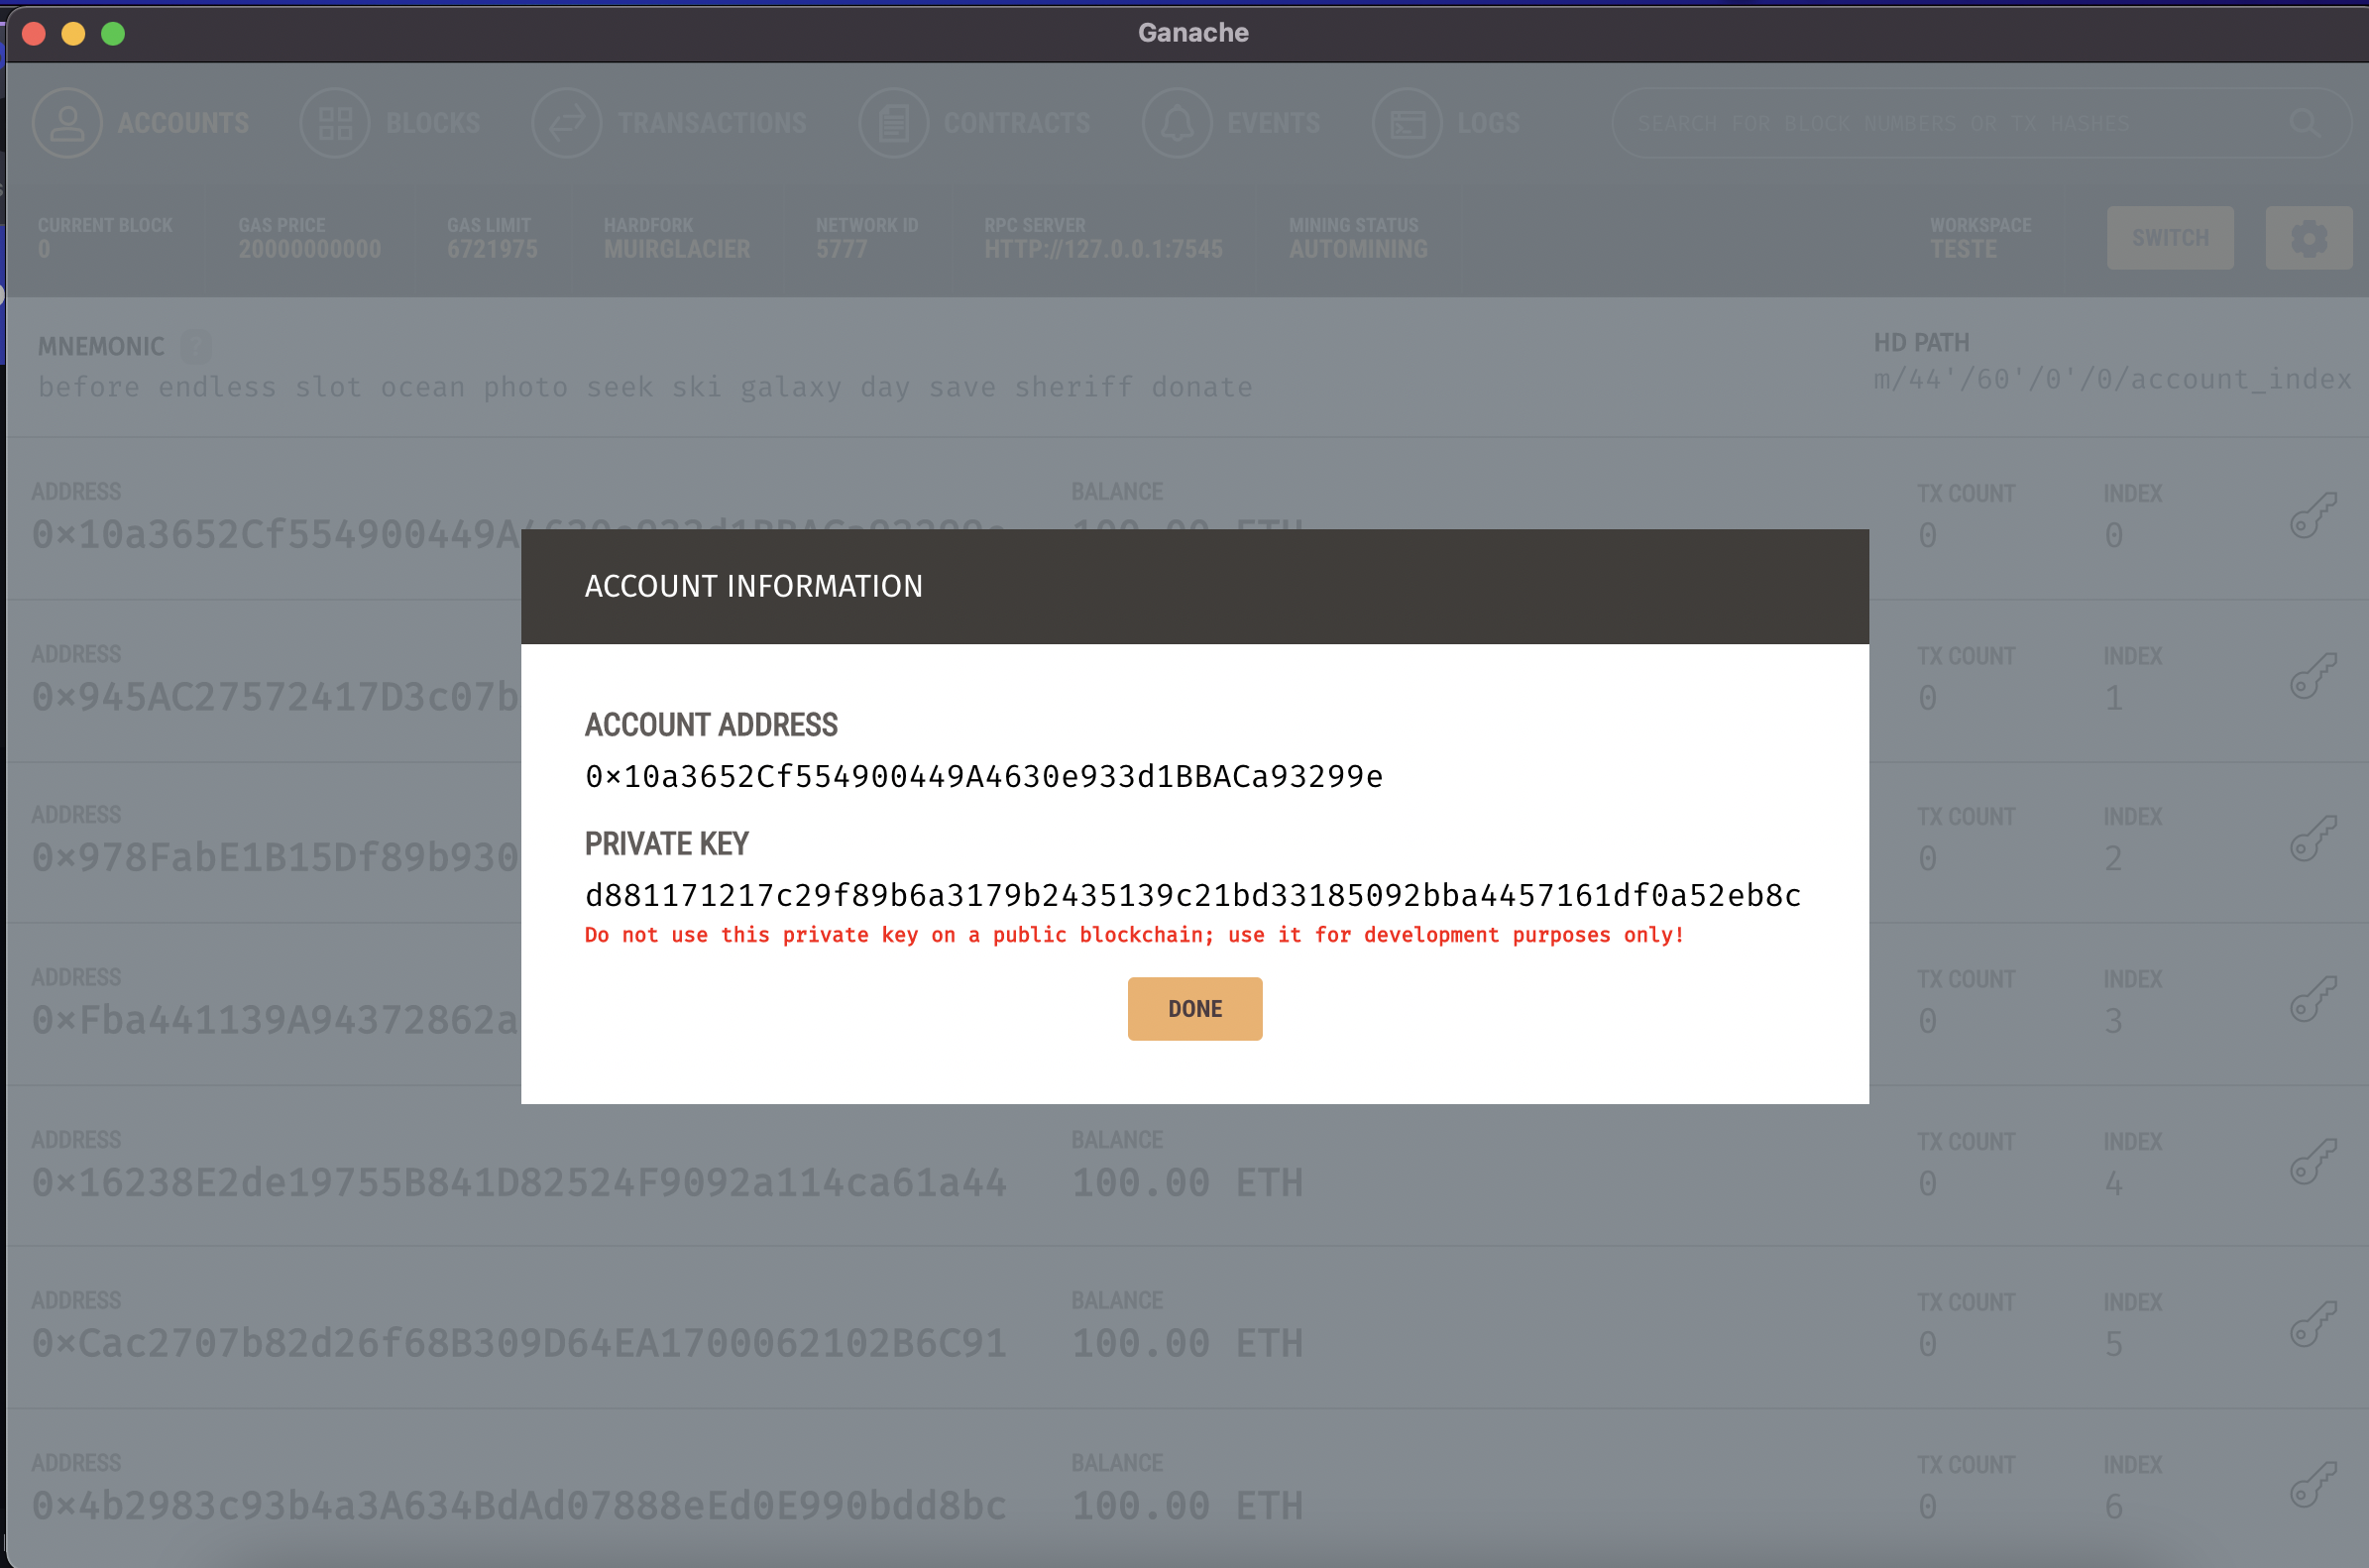 Ganache
ACCOUNTS BLOCKS TRANSACTIONS CONTRACTS EVENTS LOGS SEARCH FOR BLOCK NUMBERS OR TX HASHES
CURRENT BLOCK GAS PRICE GAS LIMIT HARDFORK NETWORK ID RPC SERVER MINING STATUS WORKSPACE
0 20000000000 6721975 MUIRGLACIER 5777 HTTP://127.0.0.1:7545 AUTOMINING TESTE
SWITCH
MNEMONIC ? HD PATH
before endless slot ocean photo seek ski galaxy day save sheriff donate m/44'/60'/0'/0/account_index
ADDRESS BALANCE TX COUNT INDEX
0×10a3652Cf554900449A4630e933d1BBACa93299e 100.00 ETH 0 0
ACCOUNT INFORMATION
ADDRESS TX COUNT INDEX
0×945AC27572417D3c07b 0 1
ACCOUNT ADDRESS
0×10a3652Cf554900449A4630e933d1BBACa93299e
ADDRESS TX COUNT INDEX
0×978FabE1B15Df89b930 0 2
PRIVATE KEY
d881171217c29f89b6a3179b2435139c21bd33185092bba4457161df0a52eb8c
Do not use this private key on a public blockchain; use it for development purposes only!
ADDRESS TX COUNT INDEX
0×Fba441139A94372862a 0 3
DONE
ADDRESS BALANCE TX COUNT INDEX
0×16238E2de19755B841D82524F9092a114ca61a44 100.00 ETH 0 4
ADDRESS BALANCE TX COUNT INDEX
0×Cac2707b82d26f68B309D64EA1700062102B6C91 100.00 ETH 0 5
ADDRESS BALANCE TX COUNT INDEX
0×4b2983c93b4a3A634BdAd07888eEd0E990bdd8bc 100.00 ETH 0 6